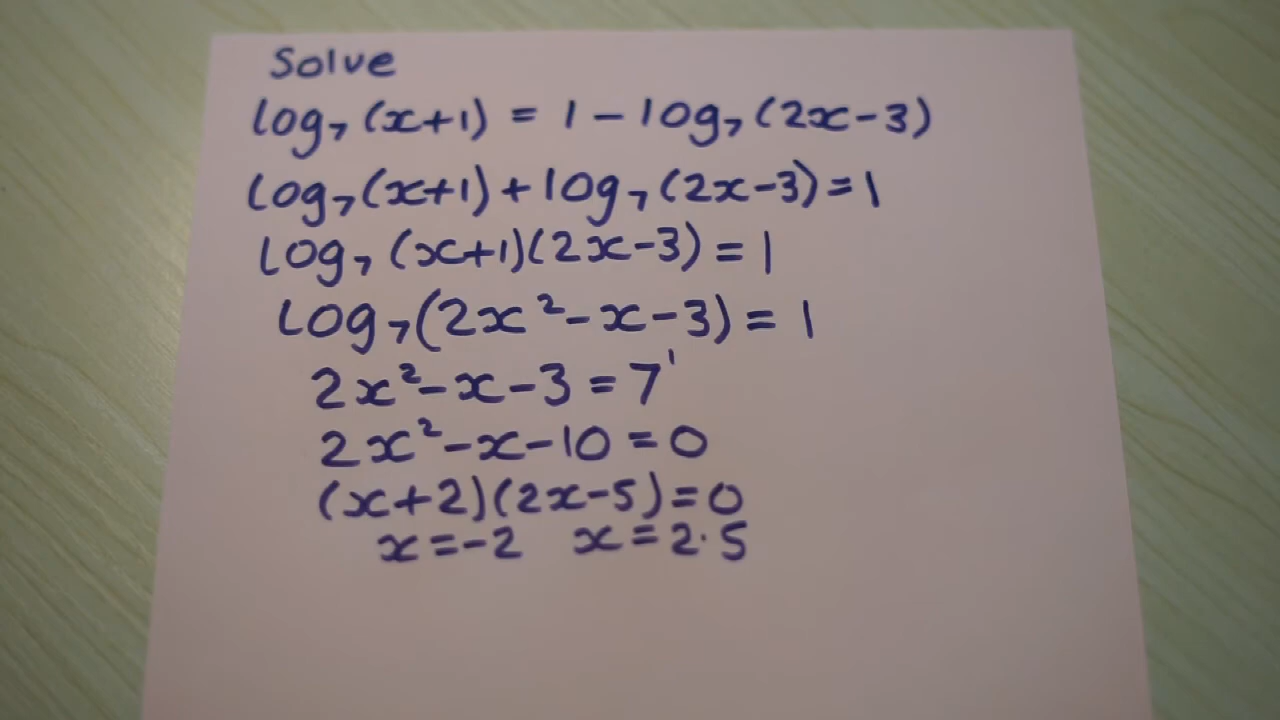 Solve
log₇(x+1) = 1 - log₇(2x-3)
log₇(x+1) + log₇(2x-3) = 1
log₇(x+1)(2x-3) = 1
log₇(2x²-x-3) = 1
2x²-x-3 = 7¹
2x²-x-10 = 0
(x+2)(2x-5) = 0
x = -2 x = 2·5